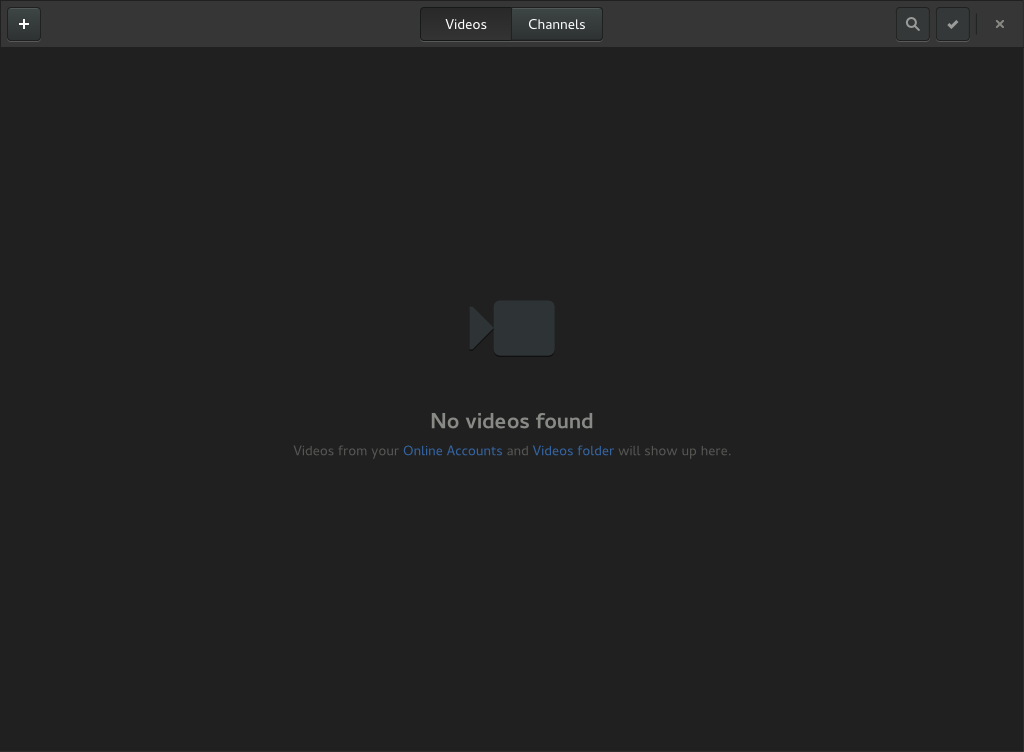 Videos Channels
No videos found
Videos from your Online Accounts and Videos folder will show up here.